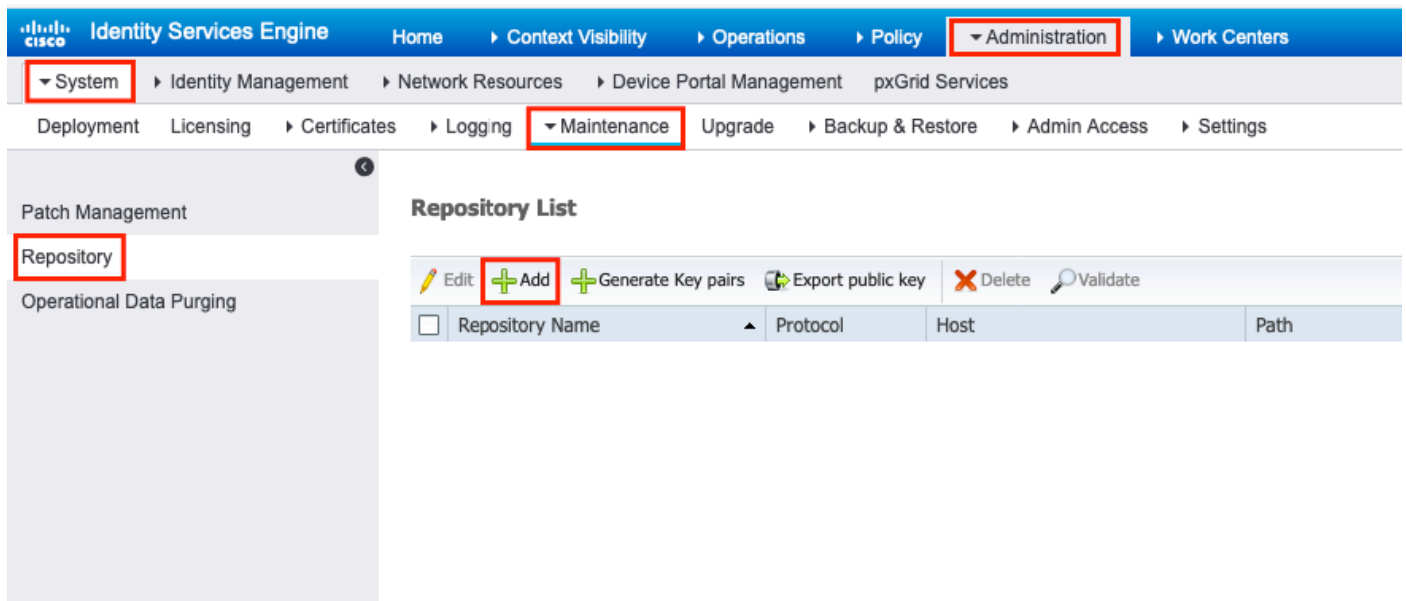 cisco Identity Services Engine Home Context Visibility Operations Policy Administration Work Centers
System Identity Management Network Resources Device Portal Management pxGrid Services
Deployment Licensing Certificates Logging Maintenance Upgrade Backup & Restore Admin Access Settings
Patch Management
Repository
Operational Data Purging
Repository List
Edit Add Generate Key pairs Export public key Delete Validate
Repository Name Protocol Host Path